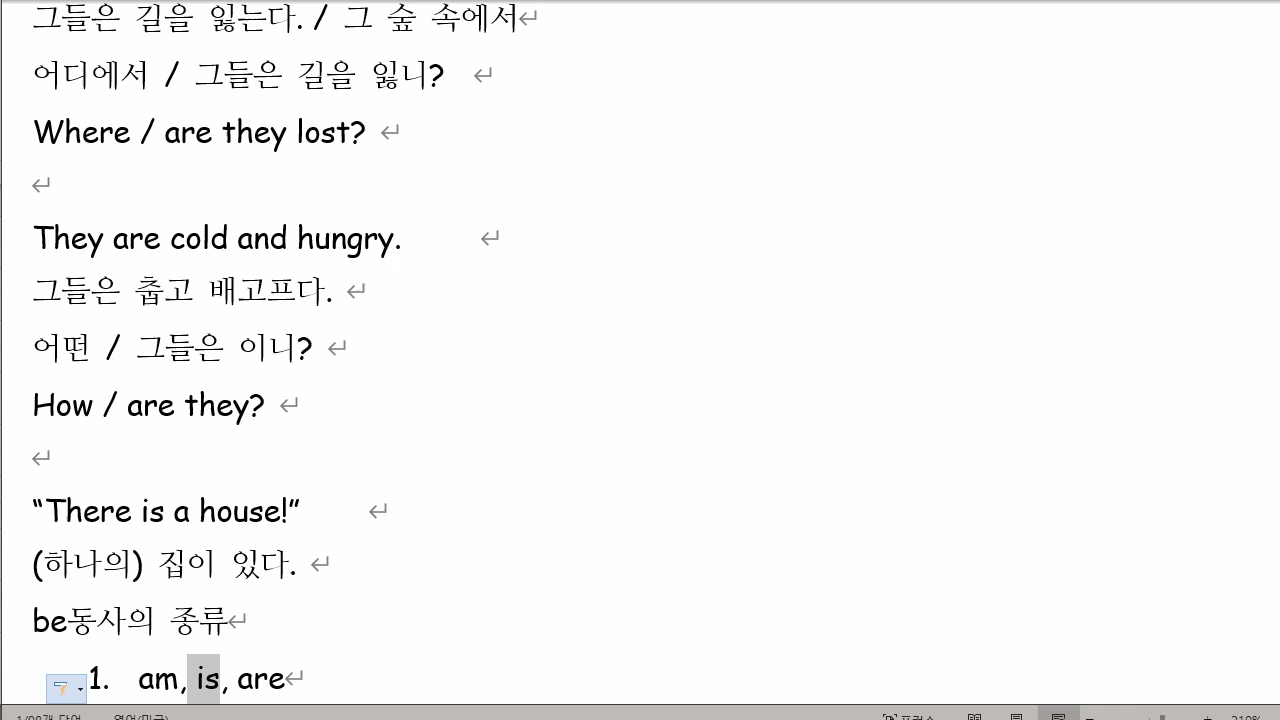 그들은 길을 잃는다. / 그 숲 속에서
어디에서 / 그들은 길을 잃니?
Where / are they lost?
They are cold and hungry.
그들은 춥고 배고프다.
어떤 / 그들은 이니?
How / are they?
“There is a house!”
(하나의) 집이 있다.
be동사의 종류
1. am, is, are